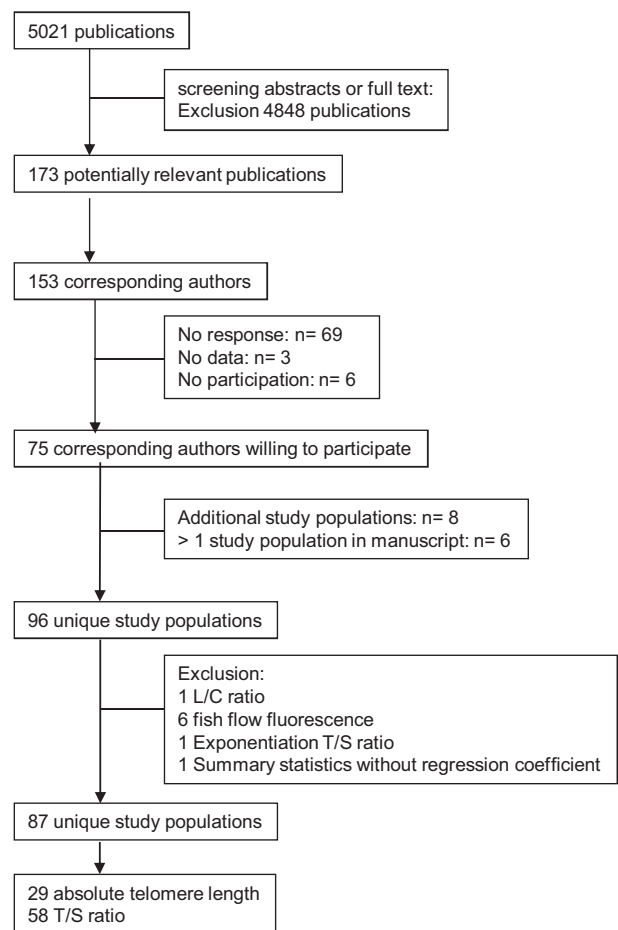 5021 publications
screening abstracts or full text:
Exclusion 4848 publications
173 potentially relevant publications
153 corresponding authors
No response: n= 69
No data: n= 3
No participation: n= 6
75 corresponding authors willing to participate
Additional study populations: n= 8
> 1 study population in manuscript: n= 6
96 unique study populations
Exclusion:
1 L/C ratio
6 fish flow fluorescence
1 Exponentiation T/S ratio
1 Summary statistics without regression coefficient
87 unique study populations
29 absolute telomere length
58 T/S ratio